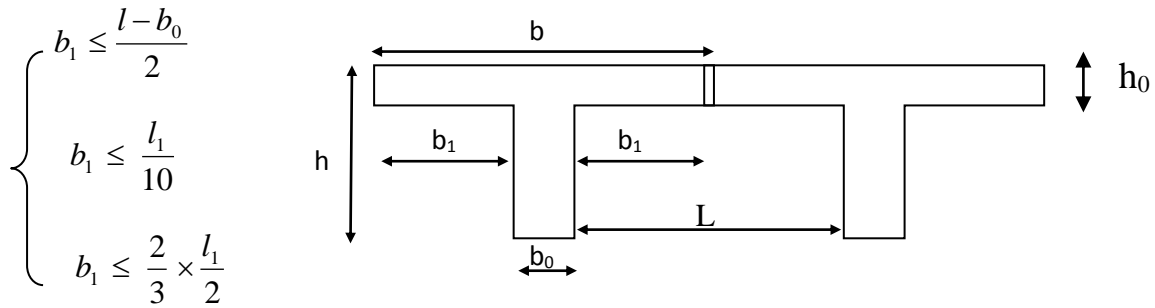 b₁ ≤ (l − b₀)/2
b₁ ≤ l₁/10
b₁ ≤ 2/3 × l₁/2
b
h₀
b₁ b₁
h
L
b₀